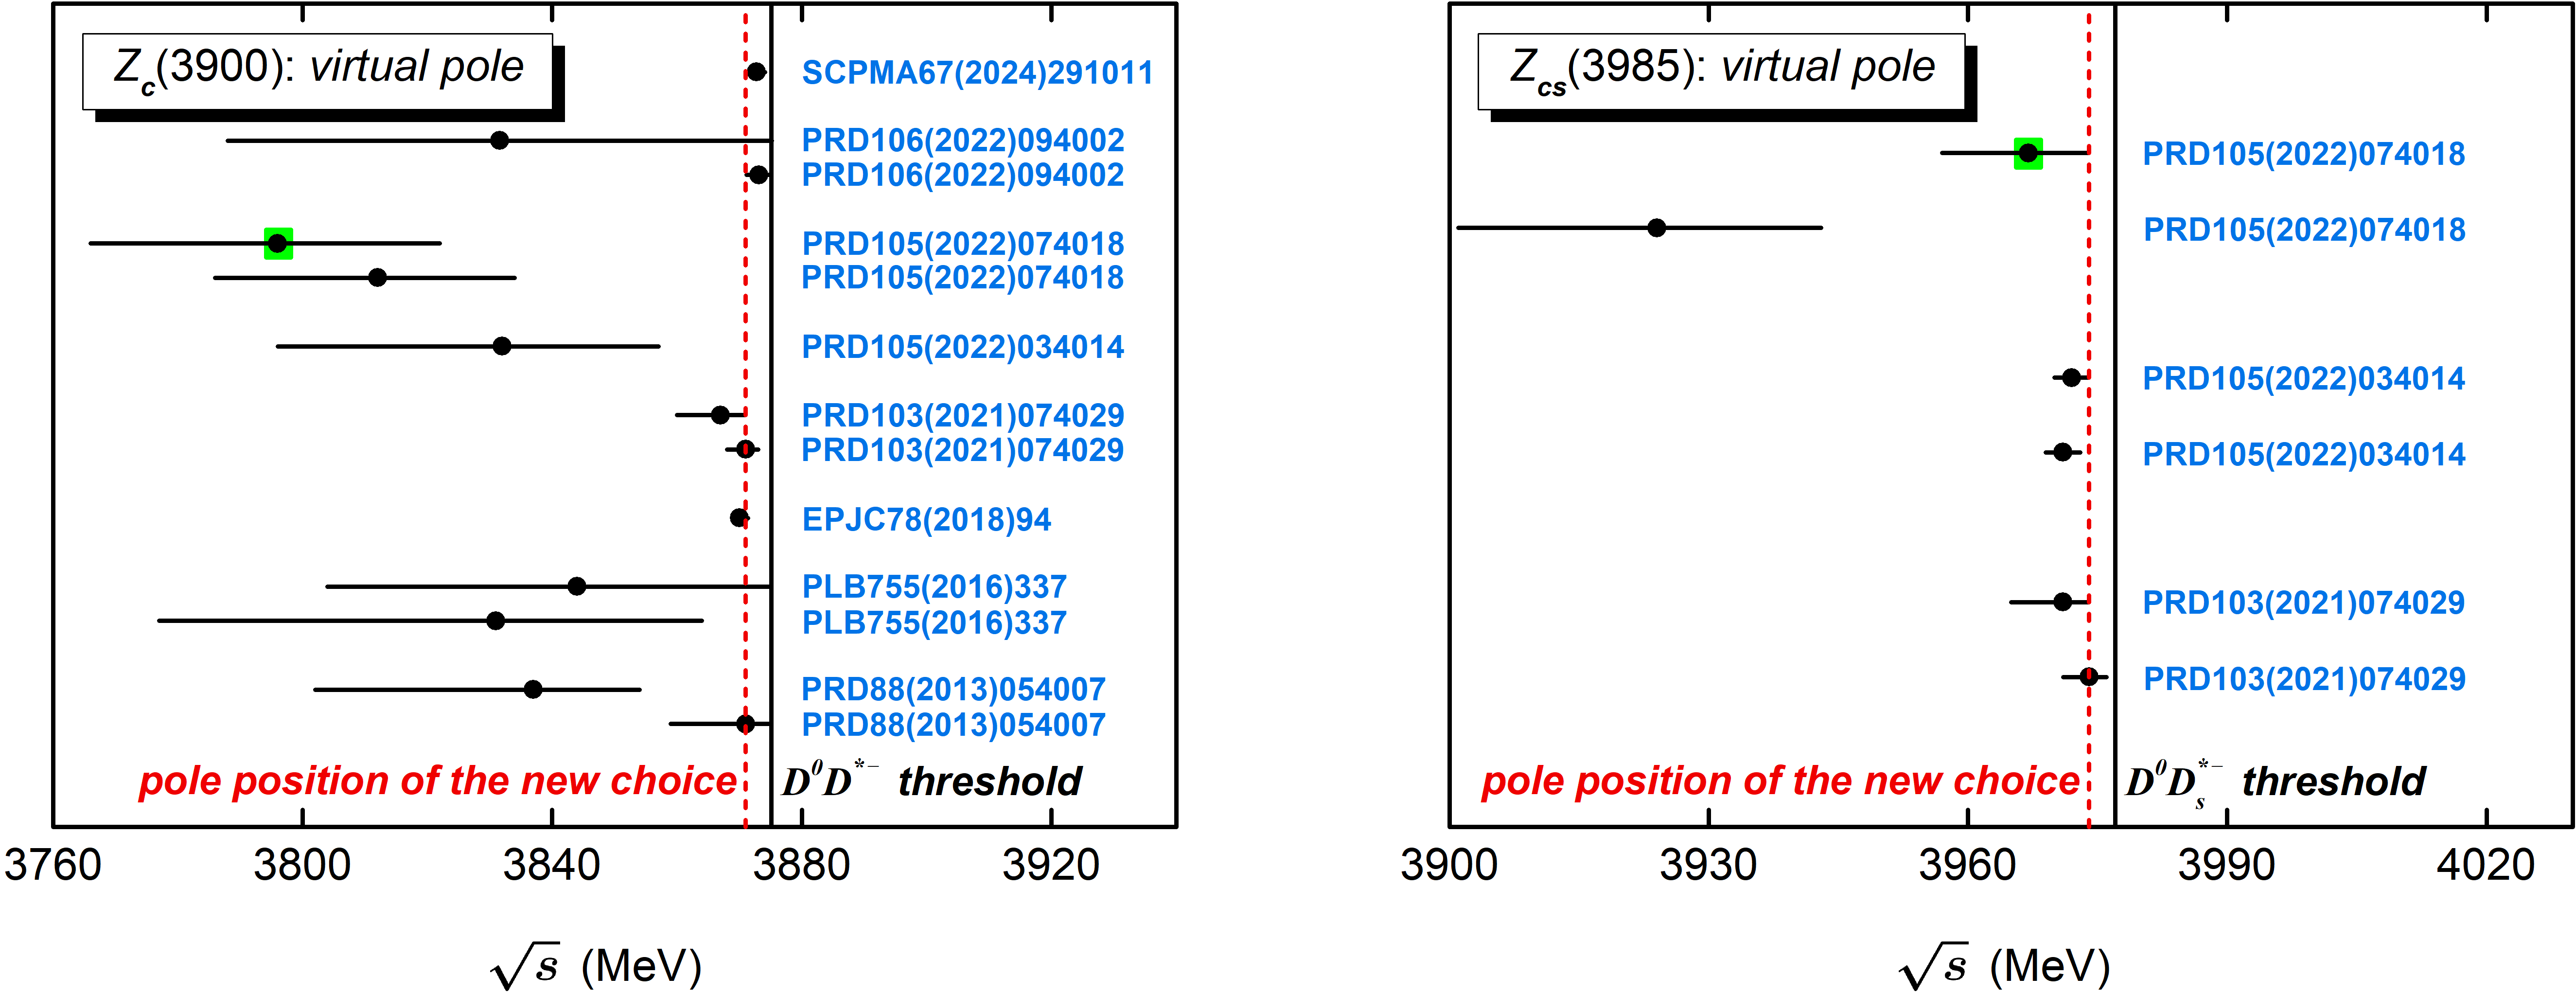 Z_c(3900): virtual pole
SCPMA67(2024)291011
PRD106(2022)094002
PRD106(2022)094002
PRD105(2022)074018
PRD105(2022)074018
PRD105(2022)034014
PRD103(2021)074029
PRD103(2021)074029
EPJC78(2018)94
PLB755(2016)337
PLB755(2016)337
PRD88(2013)054007
PRD88(2013)054007
pole position of the new choice
D^0D^{*-} threshold
3760 3800 3840 3880 3920
√s (MeV)
Z_cs(3985): virtual pole
PRD105(2022)074018
PRD105(2022)074018
PRD105(2022)034014
PRD105(2022)034014
PRD103(2021)074029
PRD103(2021)074029
pole position of the new choice
D^0D_s^{*-} threshold
3900 3930 3960 3990 4020
√s (MeV)